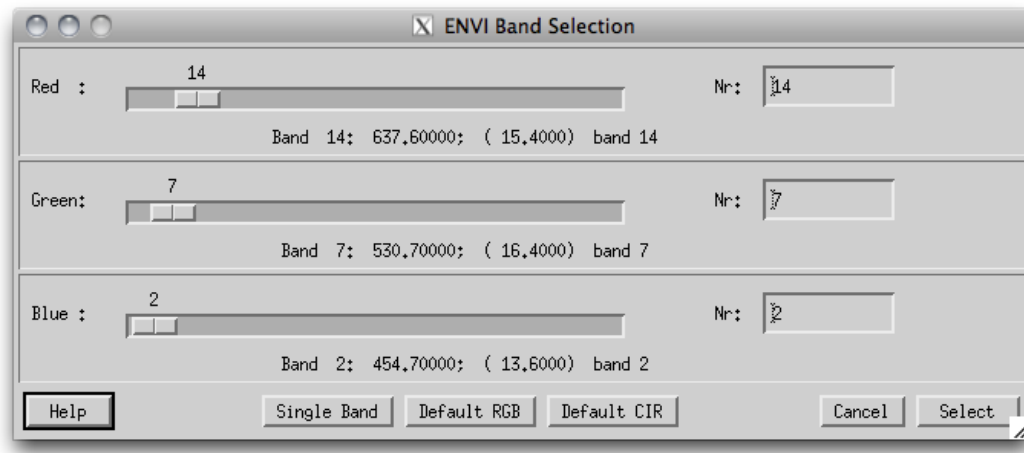 X ENVI Band Selection
14
Red : Nr: 14
Band 14: 637.60000; ( 15.4000) band 14
7
Green: Nr: 7
Band 7: 530.70000; ( 16.4000) band 7
2
Blue : Nr: 2
Band 2: 454.70000; ( 13.6000) band 2
Help Single Band Default RGB Default CIR Cancel Select